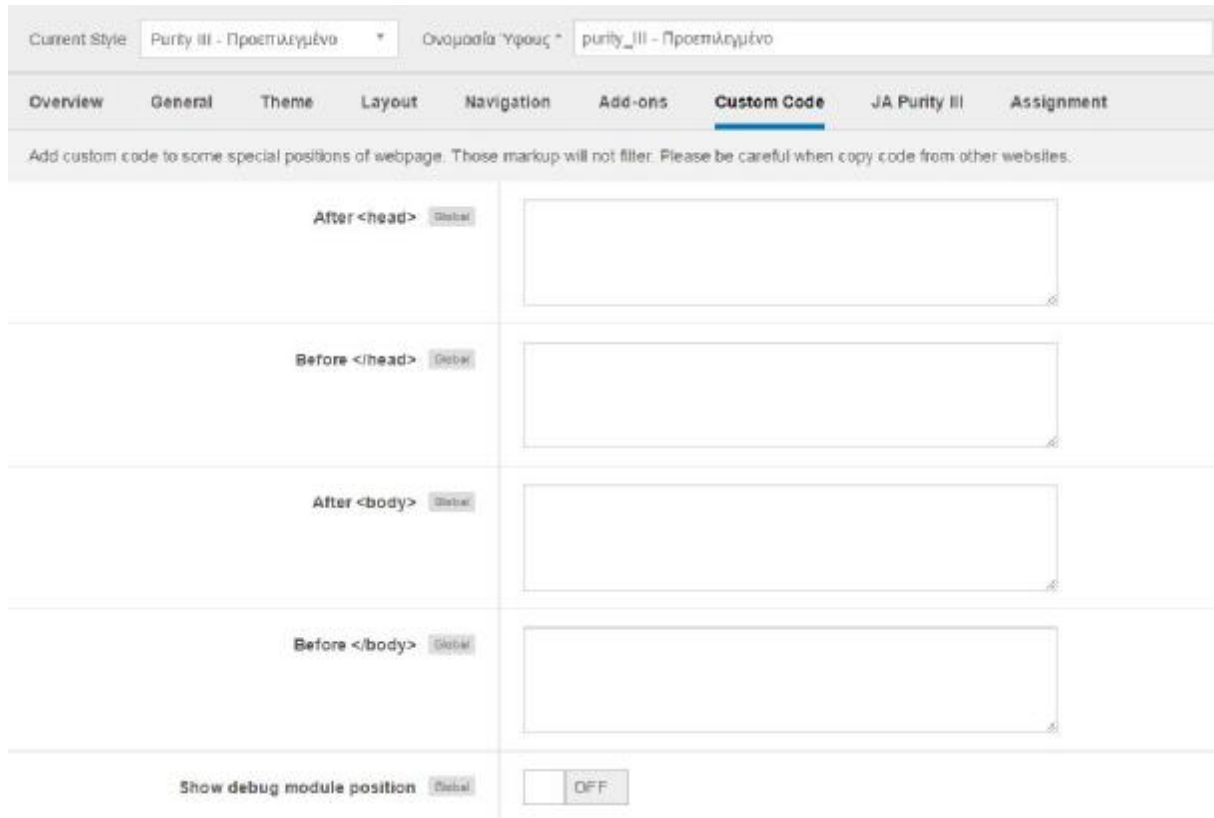 Current Style Purity III - Προεπιλεγμένο Ονομασία Ύφους * purity_III - Προεπιλεγμένο
Overview General Theme Layout Navigation Add-ons Custom Code JA Purity III Assignment
Add custom code to some special positions of webpage. Those markup will not filter. Please be careful when copy code from other websites.
After <head> Global
Before </head> Global
After <body> Global
Before </body> Global
Show debug module position Global OFF